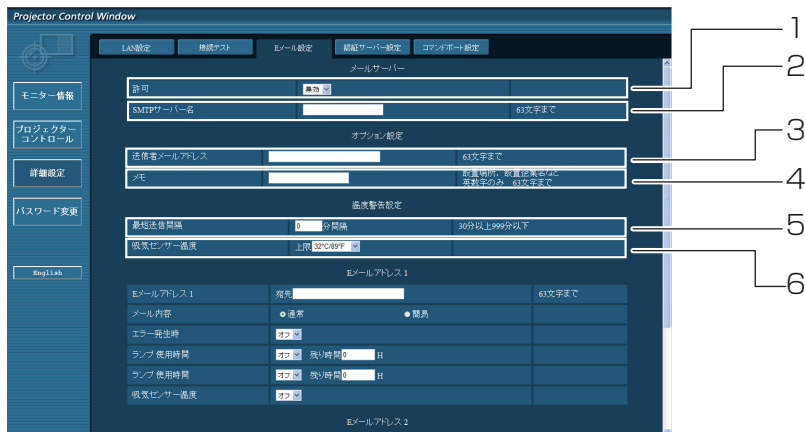 Projector Control Window
LAN設定 接続テスト Eメール設定 認証サーバー設定 コマンドポート設定
メールサーバー
許可 無効
SMTPサーバー名 63文字まで
オプション設定
送信者メールアドレス 63文字まで
メモ 設置場所、設置企業名など
英数字のみ 63文字まで
温度警告設定
最短送信間隔 0 分間隔 30分以上999分以下
吸気センサー温度 上限 32°C/89°F
Eメールアドレス 1
Eメールアドレス 1 宛先 63文字まで
メール内容 通常 簡易
エラー発生時 オフ
ランプ 使用時間 オフ 残り時間 0 H
ランプ 使用時間 オフ 残り時間 0 H
吸気センサー温度 オフ
Eメールアドレス 2
モニター情報
プロジェクター
コントロール
詳細設定
パスワード変更
English
1
2
3
4
5
6